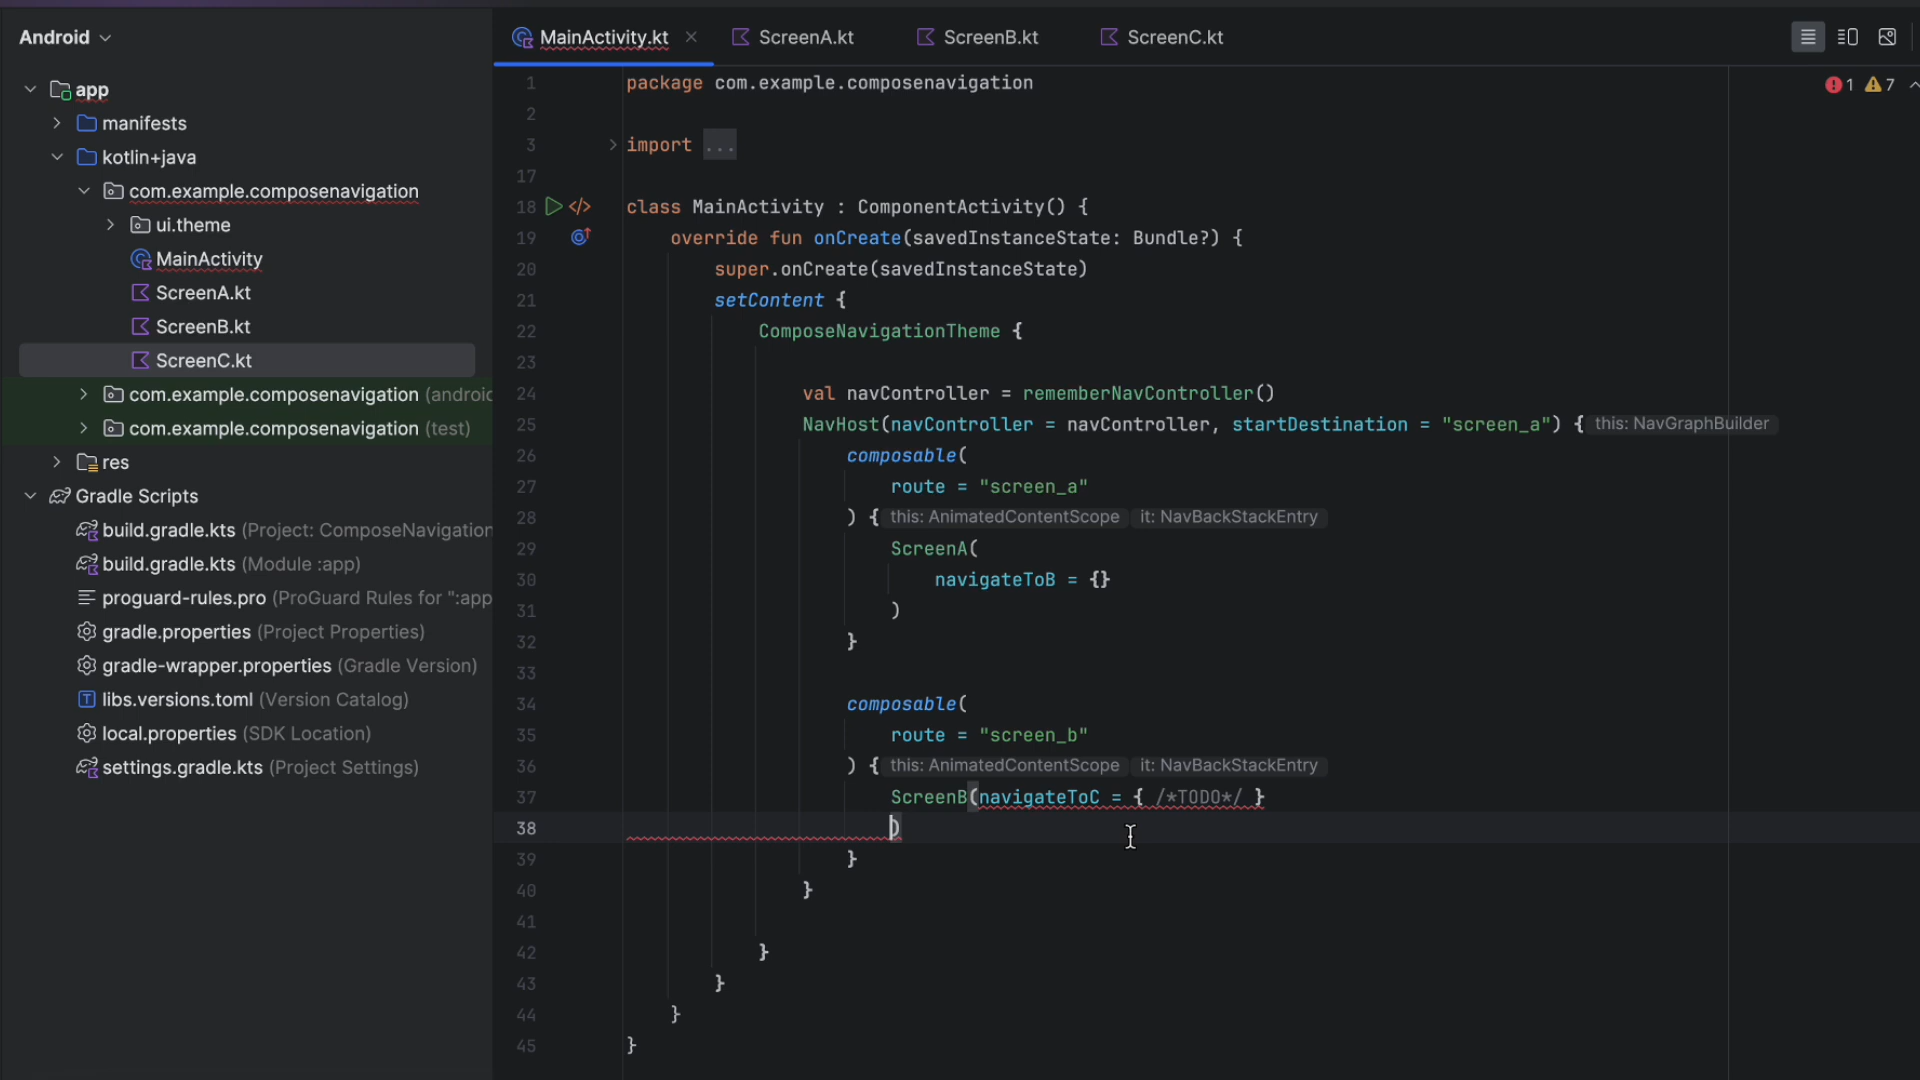 Android
MainActivity.kt
ScreenA.kt
ScreenB.kt
ScreenC.kt
app
manifests
kotlin+java
com.example.composenavigation
ui.theme
MainActivity
ScreenA.kt
ScreenB.kt
ScreenC.kt
com.example.composenavigation (android
com.example.composenavigation (test)
res
Gradle Scripts
build.gradle.kts (Project: ComposeNavigation
build.gradle.kts (Module :app)
proguard-rules.pro (ProGuard Rules for ":app
gradle.properties (Project Properties)
gradle-wrapper.properties (Gradle Version)
libs.versions.toml (Version Catalog)
local.properties (SDK Location)
settings.gradle.kts (Project Settings)
1 7
1 package com.example.composenavigation
2
3 import ...
17
18 class MainActivity : ComponentActivity() {
19 override fun onCreate(savedInstanceState: Bundle?) {
20 super.onCreate(savedInstanceState)
21 setContent {
22 ComposeNavigationTheme {
23
24 val navController = rememberNavController()
25 NavHost(navController = navController, startDestination = "screen_a") { this: NavGraphBuilder
26 composable(
27 route = "screen_a"
28 ) { this: AnimatedContentScope it: NavBackStackEntry
29 ScreenA(
30 navigateToB = {}
31 )
32 }
33
34 composable(
35 route = "screen_b"
36 ) { this: AnimatedContentScope it: NavBackStackEntry
37 ScreenB(navigateToC = { /*TODO*/ }
38 )
39 }
40 }
41
42 }
43 }
44 }
45 }